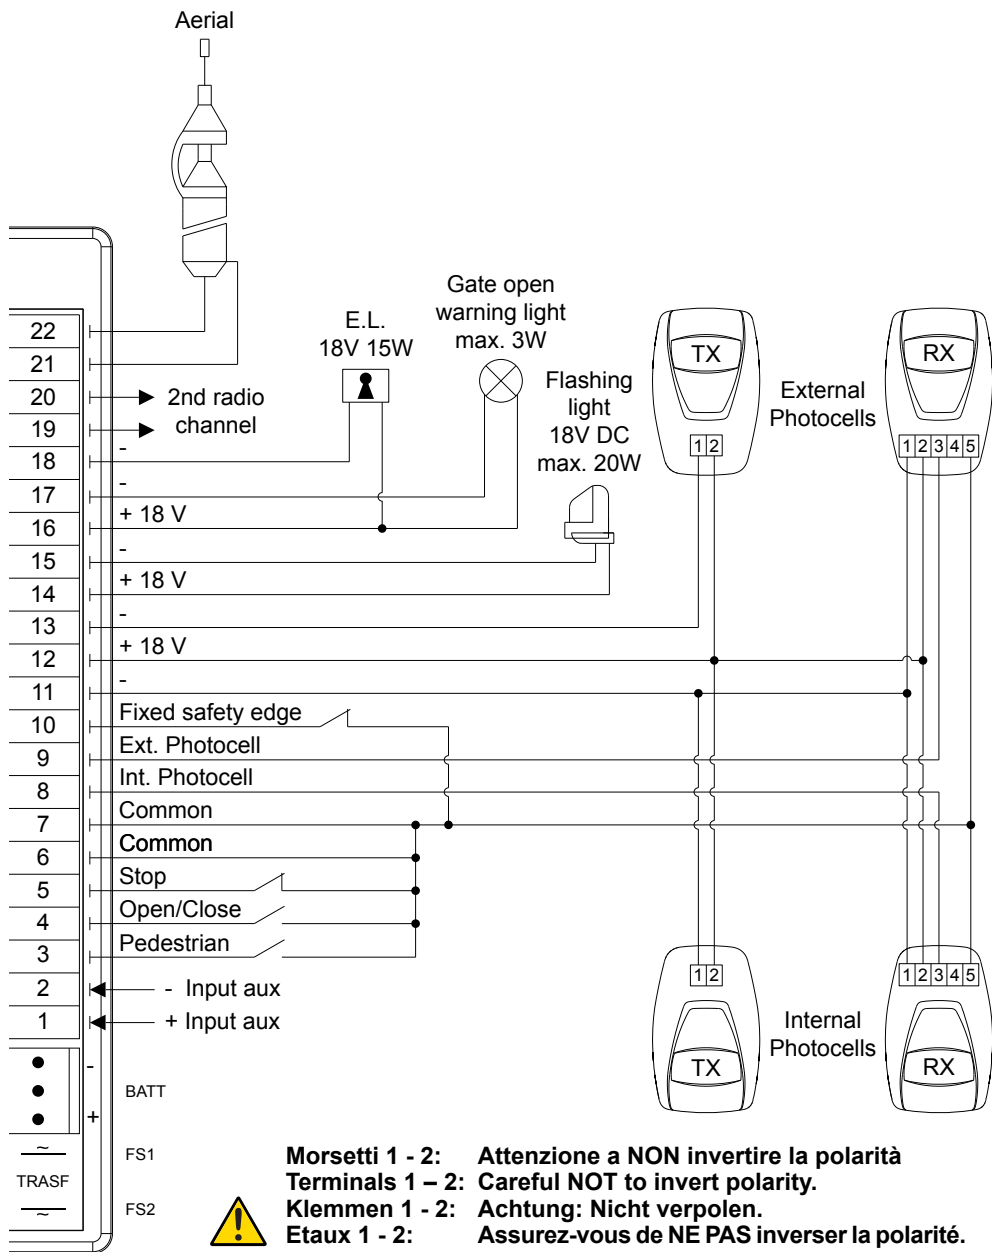 Aerial
22
21
20
19
18
17
16
15
14
13
12
11
10
9
8
7
6
5
4
3
2
1
2nd radio
channel
E.L.
18V 15W
Gate open
warning light
max. 3W
Flashing
light
18V DC
max. 20W
TX
1 2
External
Photocells
RX
1 2 3 4 5
-
-
+ 18 V
-
+ 18 V
-
+ 18 V
-
Fixed safety edge
Ext. Photocell
Int. Photocell
Common
Common
Stop
Open/Close
Pedestrian
- Input aux
+ Input aux
1 2
TX
Internal
Photocells
1 2 3 4 5
RX
-
BATT
+
~
FS1
TRASF
~
FS2
!
Morsetti 1 - 2: Attenzione a NON invertire la polarità
Terminals 1 – 2: Careful NOT to invert polarity.
Klemmen 1 - 2: Achtung: Nicht verpolen.
Etaux 1 - 2: Assurez-vous de NE PAS inverser la polarité.